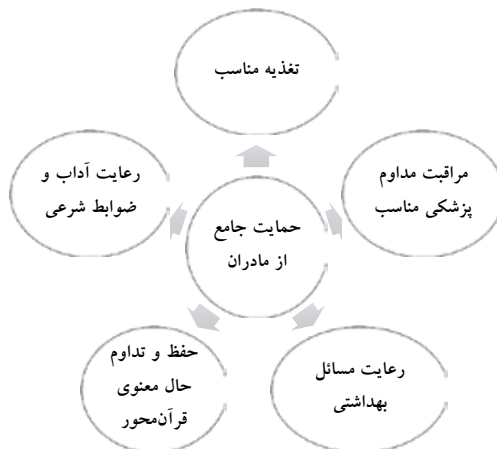 تغذیه مناسب
رعایت آداب و
ضوابط شرعی
مراقبت مداوم
پزشکی مناسب
حمایت جامع
از مادران
حفظ و تداوم
حال معنوی
قرآن‌محور
رعایت مسائل
بهداشتی